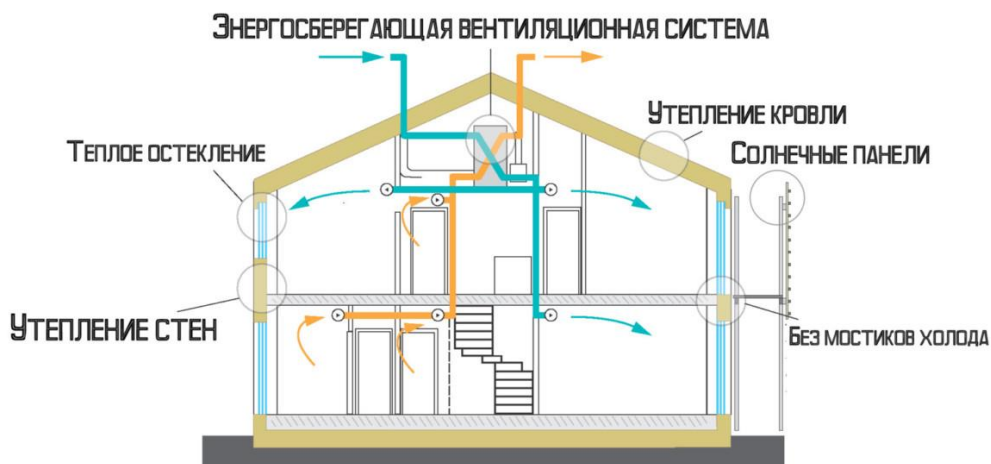 Энергосберегающая вентиляционная система
Утепление кровли
Теплое остекление
Солнечные панели
Утепление стен
Без мостиков холода